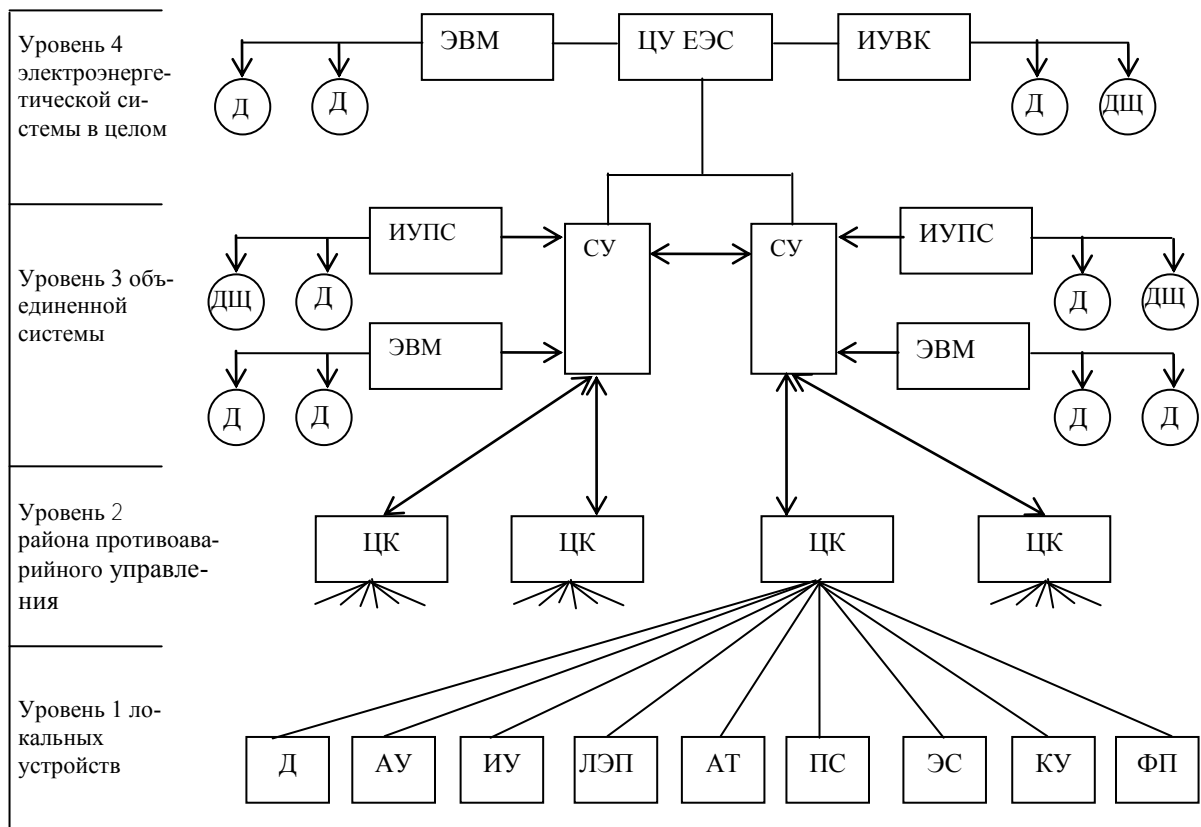 Уровень 4
электроэнерге-
тической си-
стемы в целом
ЭВМ
ЦУ ЕЭС
ИУВК
Д
Д
Д
ДЩ
Уровень 3 объ-
единенной
системы
ИУПС
СУ
СУ
ИУПС
ДЩ
Д
Д
ДЩ
ЭВМ
ЭВМ
Д
Д
Д
Д
Уровень 2
района противоава-
рийного управле-
ния
ЦК
ЦК
ЦК
ЦК
Уровень 1 ло-
кальных
устройств
Д
АУ
ИУ
ЛЭП
АТ
ПС
ЭС
КУ
ФП